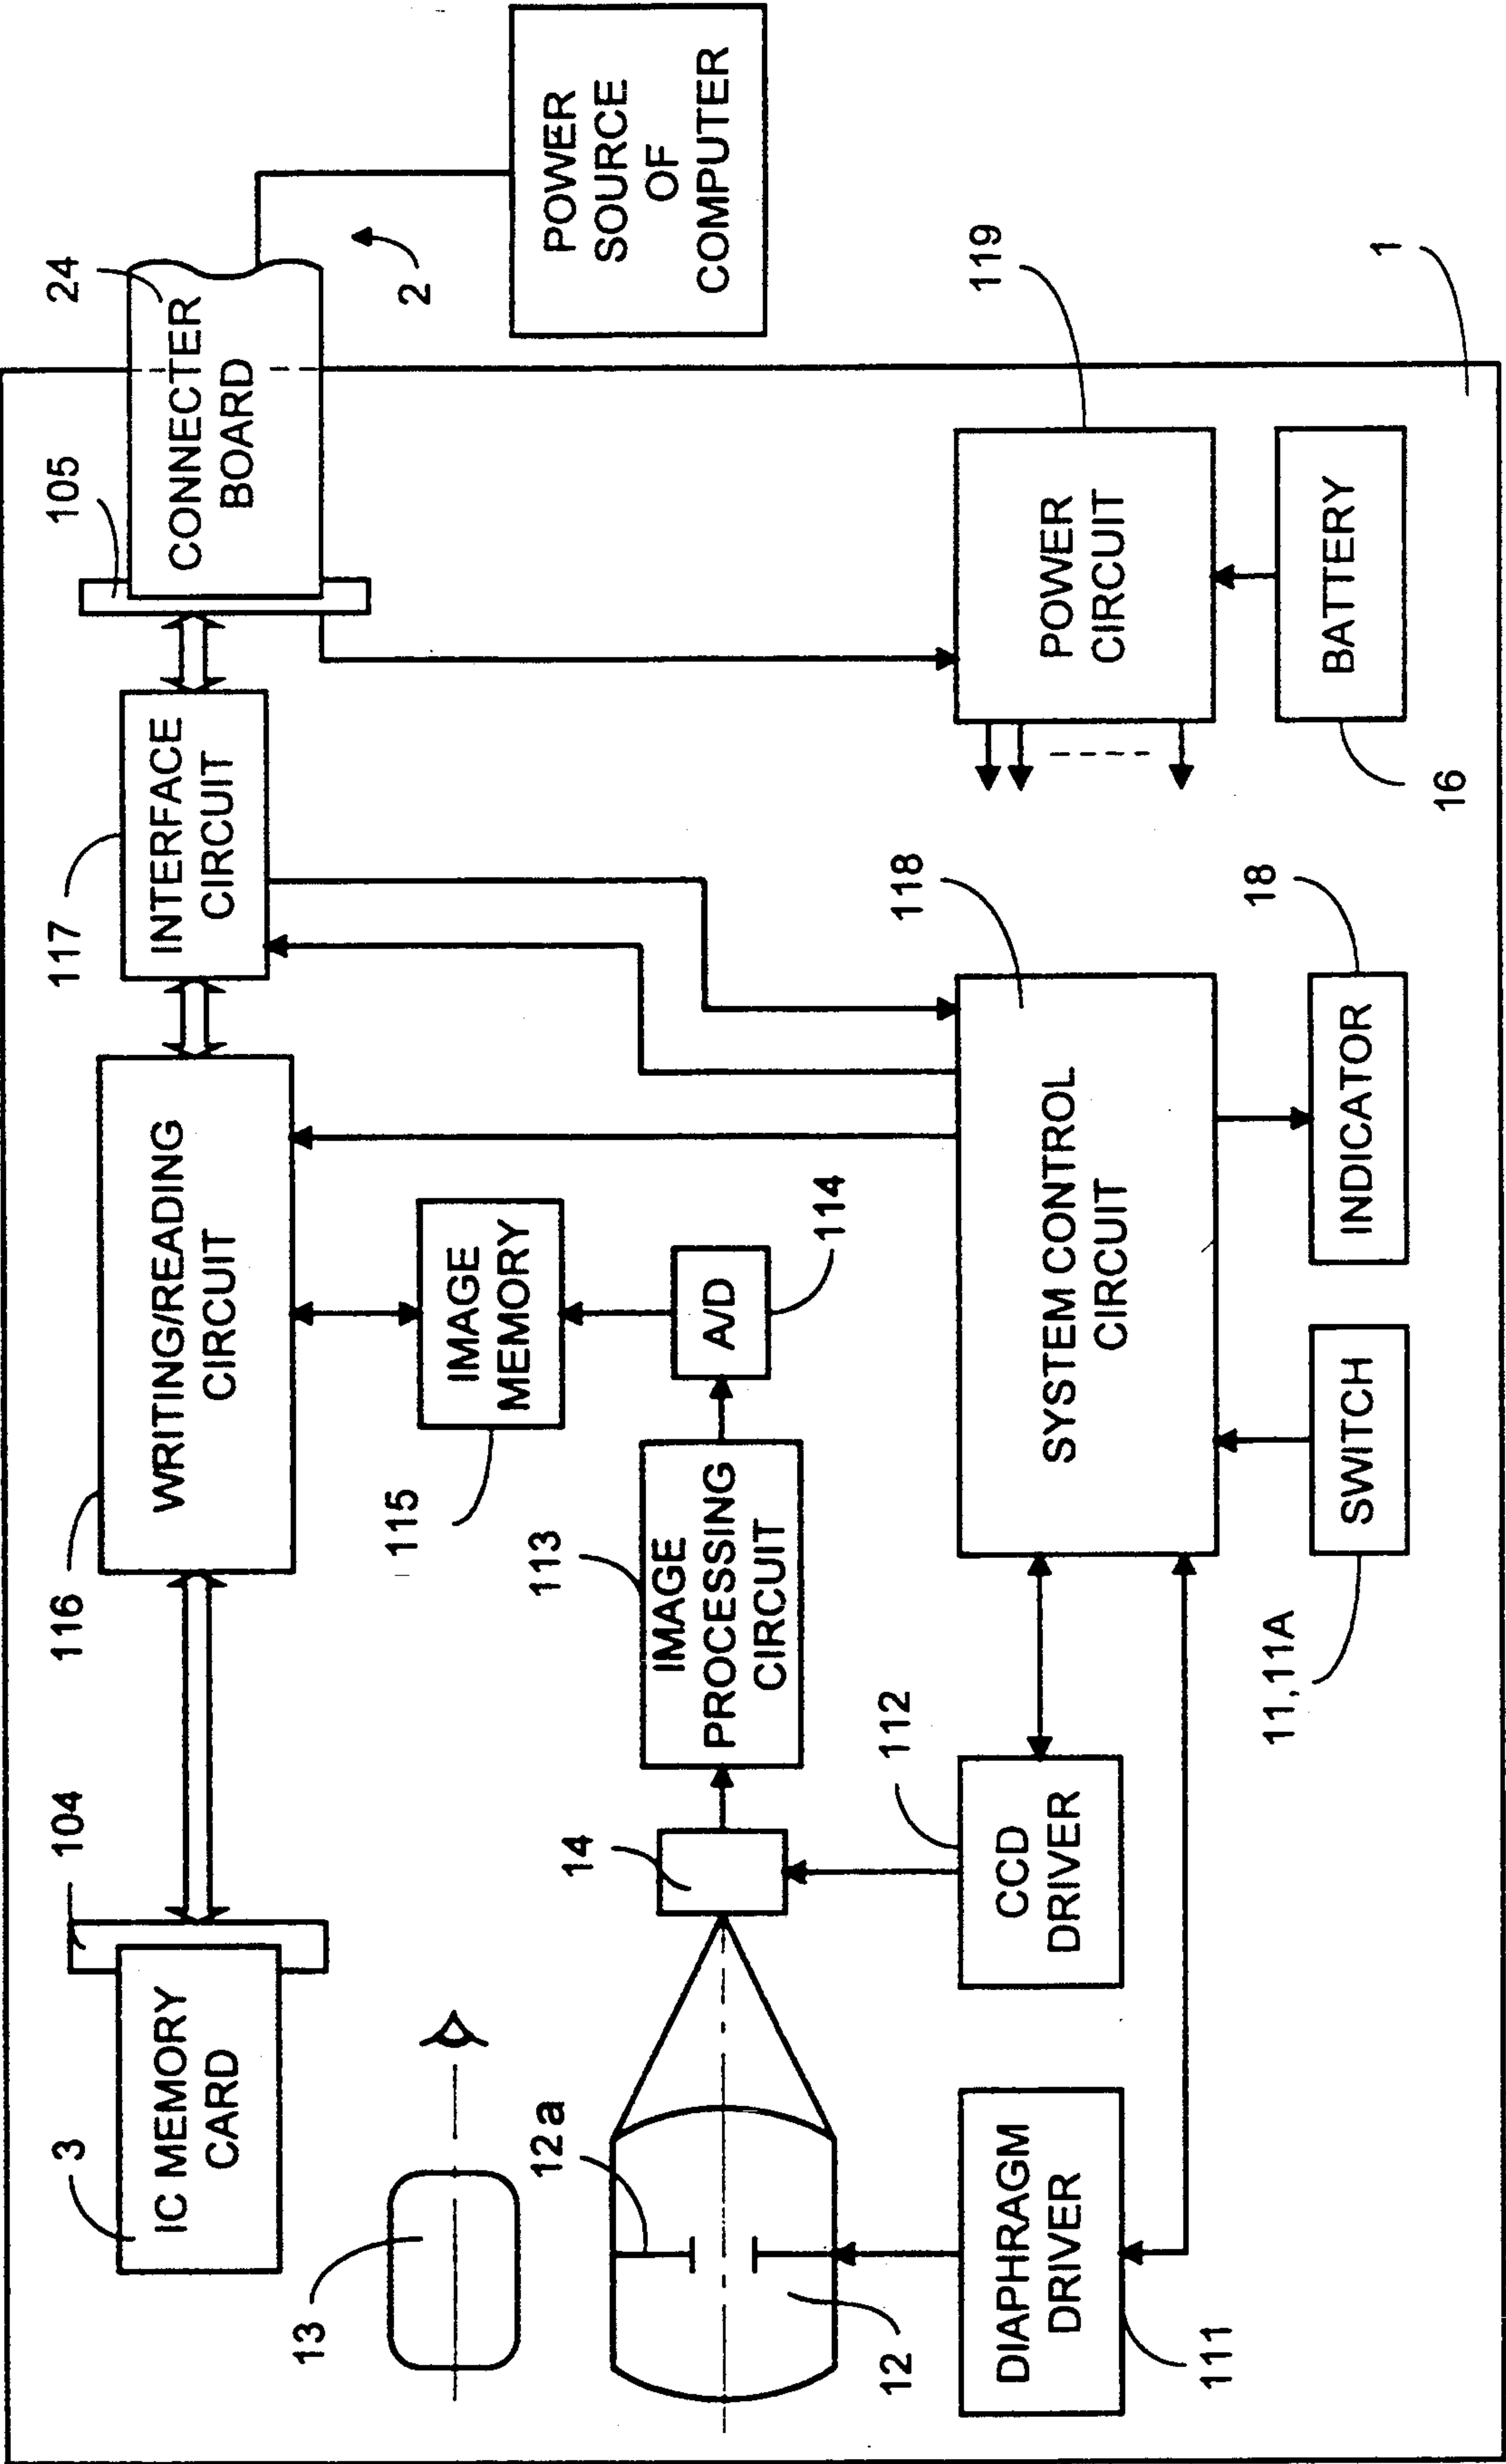 104
3
IC MEMORY
CARD
116
WRITING/READING
CIRCUIT
117
INTERFACE
CIRCUIT
105
24
CONNECTER
BOARD
2
POWER
SOURCE
OF
COMPUTER
13
12a
12
14
113
IMAGE
PROCESSING
CIRCUIT
115
IMAGE
MEMORY
A/D
114
111
DIAPHRAGM
DRIVER
112
CCD
DRIVER
118
SYSTEM CONTROL
CIRCUIT
119
POWER
CIRCUIT
11,11A
SWITCH
18
INDICATOR
16
BATTERY
1